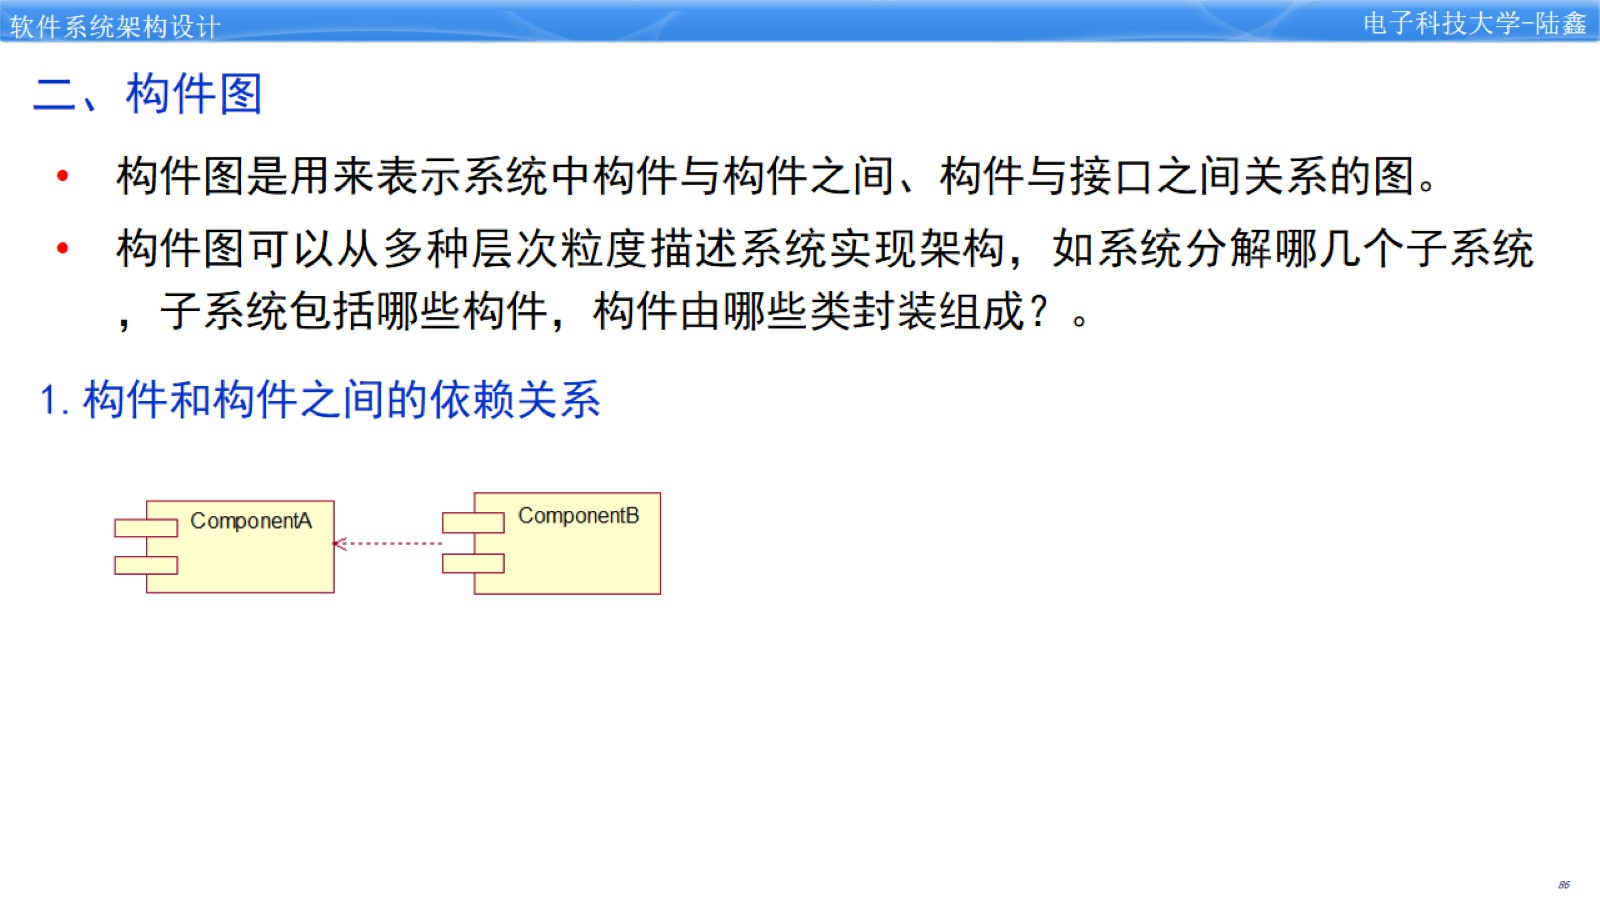 软件系统架构设计
电子科技大学-陆鑫
二、构件图
• 构件图是用来表示系统中构件与构件之间、构件与接口之间关系的图。
• 构件图可以从多种层次粒度描述系统实现架构，如系统分解哪几个子系统
，子系统包括哪些构件，构件由哪些类封装组成？。
1.构件和构件之间的依赖关系
ComponentA
ComponentB
86